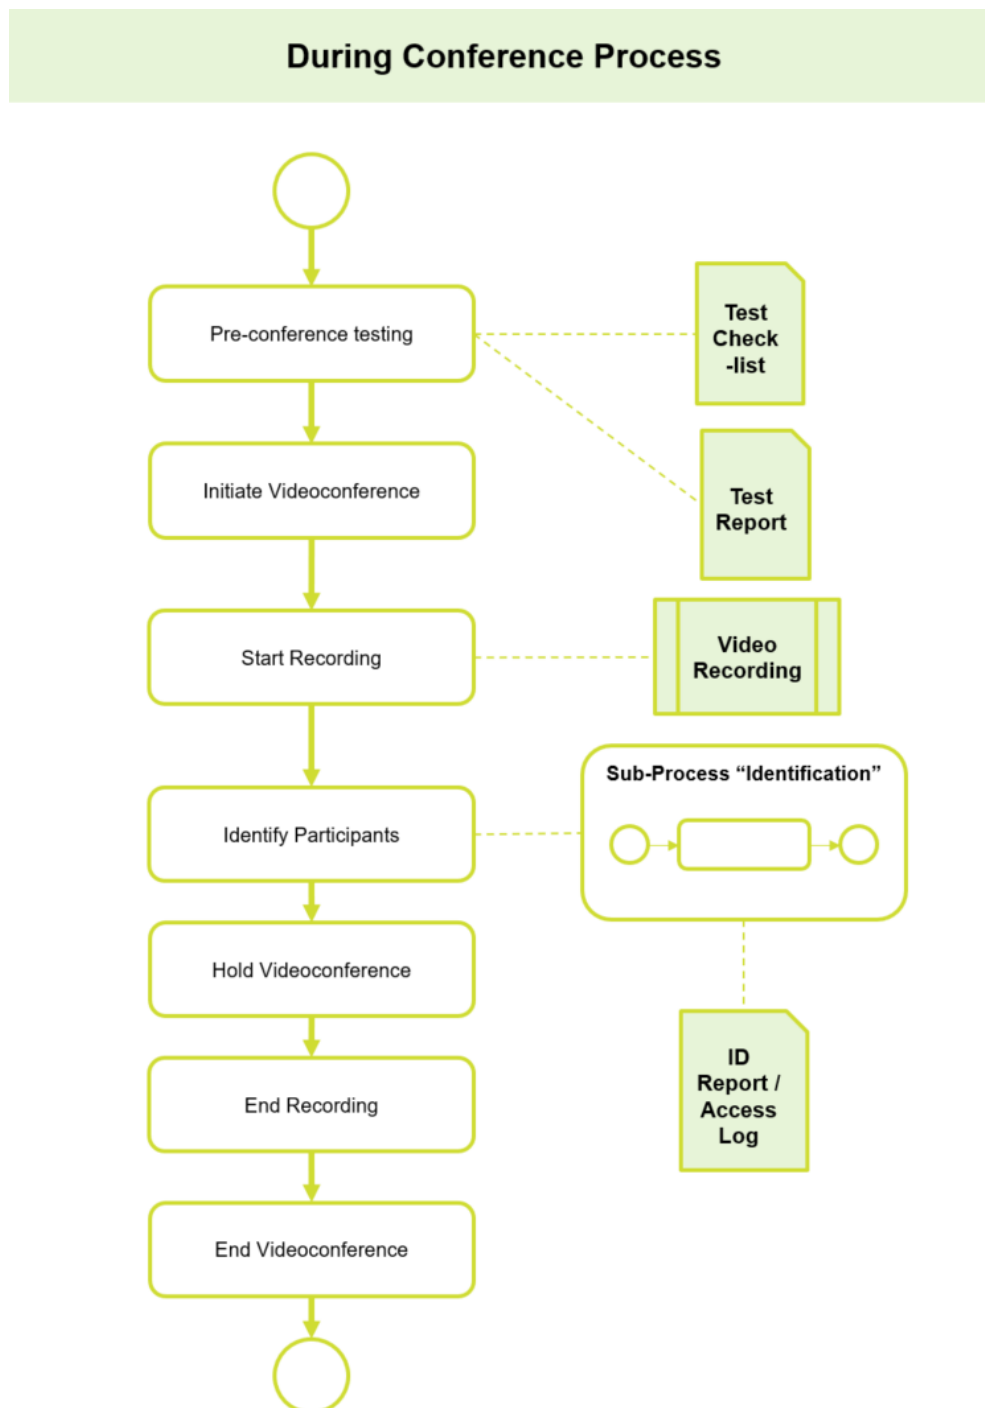 During Conference Process
Pre-conference testing
Test
Check
-list
Initiate Videoconference
Test
Report
Start Recording
Video
Recording
Identify Participants
Sub-Process “Identification”
Hold Videoconference
ID
Report /
Access
Log
End Recording
End Videoconference